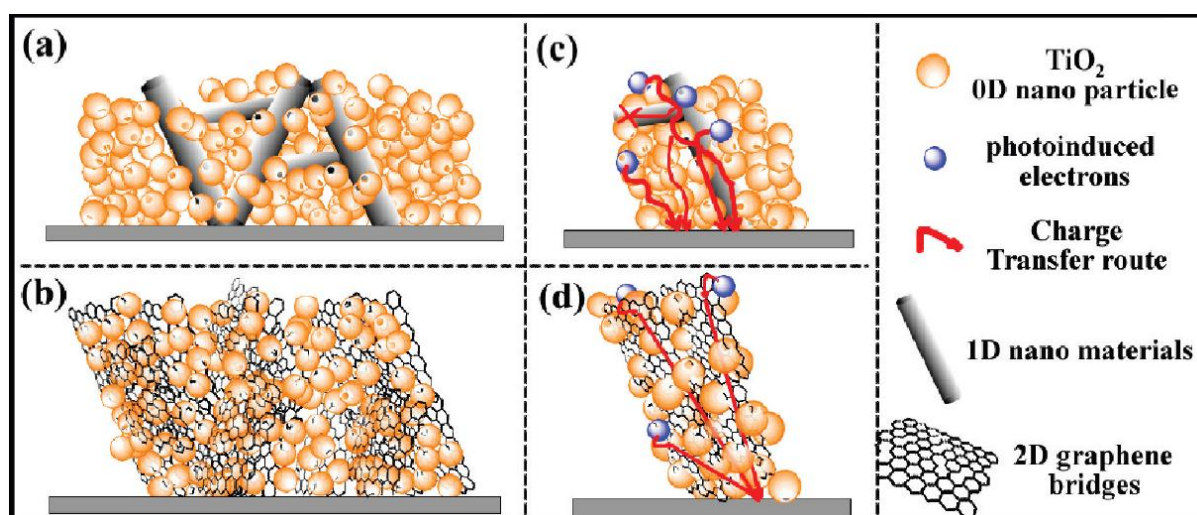 (a)
(c)
TiO2
0D nano particle
photoinduced
electrons
Charge
Transfer route
(b)
(d)
1D nano materials
2D graphene
bridges